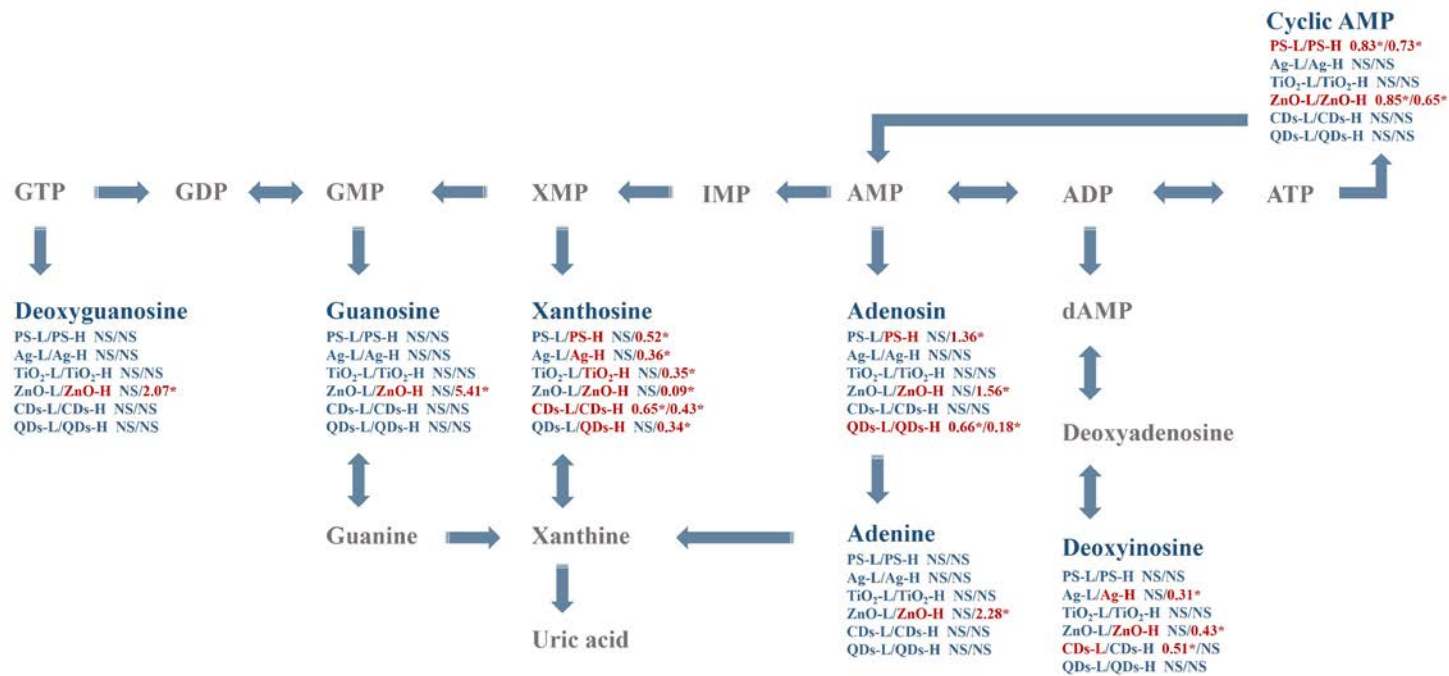 Cyclic AMP
PS-L/PS-H 0.83*/0.73*
Ag-L/Ag-H NS/NS
TiO₂-L/TiO₂-H NS/NS
ZnO-L/ZnO-H 0.85*/0.65*
CDs-L/CDs-H NS/NS
QDs-L/QDs-H NS/NS
GTP GDP GMP XMP IMP AMP ADP ATP
Deoxyguanosine
PS-L/PS-H NS/NS
Ag-L/Ag-H NS/NS
TiO₂-L/TiO₂-H NS/NS
ZnO-L/ZnO-H NS/2.07*
CDs-L/CDs-H NS/NS
QDs-L/QDs-H NS/NS
Guanosine
PS-L/PS-H NS/NS
Ag-L/Ag-H NS/NS
TiO₂-L/TiO₂-H NS/NS
ZnO-L/ZnO-H NS/5.41*
CDs-L/CDs-H NS/NS
QDs-L/QDs-H NS/NS
Xanthosine
PS-L/PS-H NS/0.52*
Ag-L/Ag-H NS/0.36*
TiO₂-L/TiO₂-H NS/0.35*
ZnO-L/ZnO-H NS/0.09*
CDs-L/CDs-H 0.65*/0.43*
QDs-L/QDs-H NS/0.34*
Adenosin
PS-L/PS-H NS/1.36*
Ag-L/Ag-H NS/NS
TiO₂-L/TiO₂-H NS/NS
ZnO-L/ZnO-H NS/1.56*
CDs-L/CDs-H NS/NS
QDs-L/QDs-H 0.66*/0.18*
dAMP
Deoxyadenosine
Guanine
Xanthine
Uric acid
Adenine
PS-L/PS-H NS/NS
Ag-L/Ag-H NS/NS
TiO₂-L/TiO₂-H NS/NS
ZnO-L/ZnO-H NS/2.28*
CDs-L/CDs-H NS/NS
QDs-L/QDs-H NS/NS
Deoxyinosine
PS-L/PS-H NS/NS
Ag-L/Ag-H NS/0.31*
TiO₂-L/TiO₂-H NS/NS
ZnO-L/ZnO-H NS/0.43*
CDs-L/CDs-H 0.51*/NS
QDs-L/QDs-H NS/NS